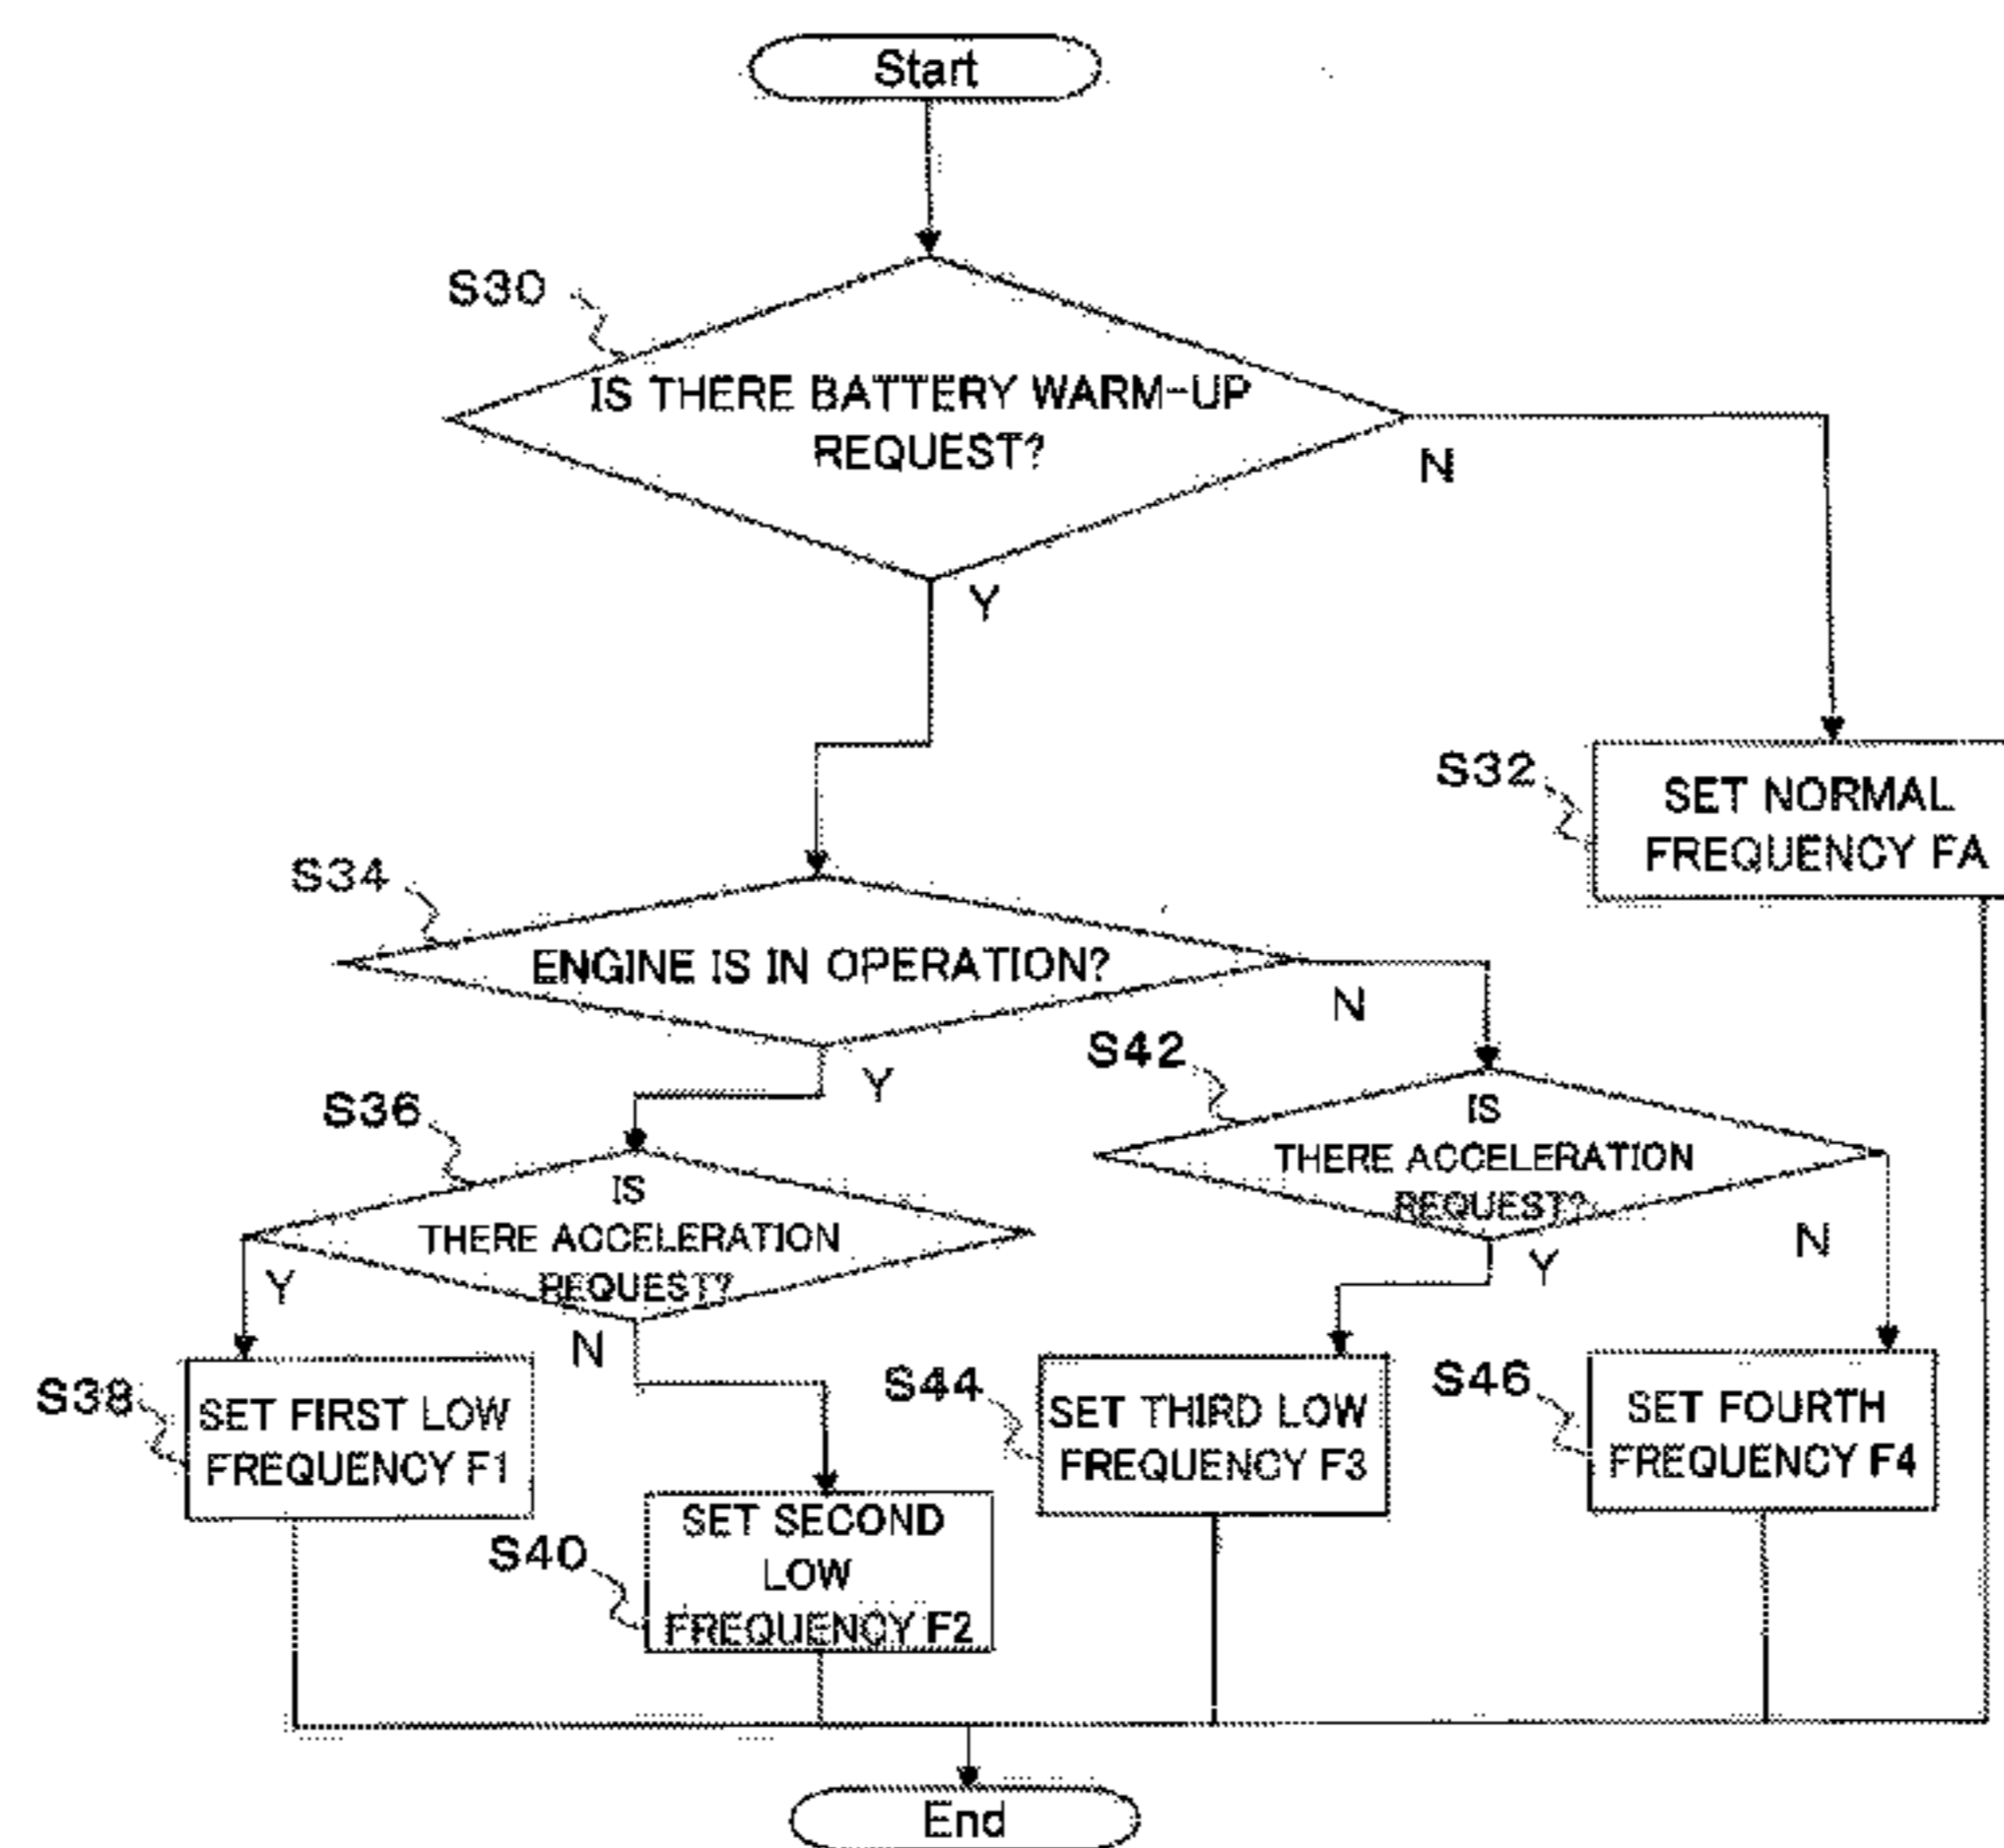 Start
S30
IS THERE BATTERY WARM-UP
REQUEST?
N
Y
S32
SET NORMAL
FREQUENCY FA
S34
ENGINE IS IN OPERATION?
N
Y
S36
IS
THERE ACCELERATION
REQUEST?
Y
N
S42
IS
THERE ACCELERATION
REQUEST?
Y
N
S38
SET FIRST LOW
FREQUENCY F1
S40
SET SECOND
LOW
FREQUENCY F2
S44
SET THIRD LOW
FREQUENCY F3
S46
SET FOURTH
FREQUENCY F4
End